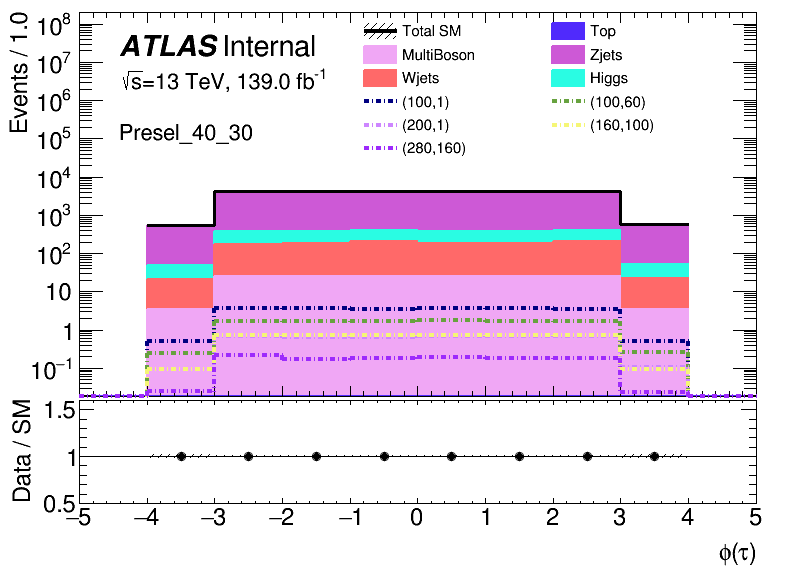 ATLAS Internal
√s=13 TeV, 139.0 fb⁻¹
Presel_40_30
Total SM
Top
MultiBoson
Zjets
Wjets
Higgs
(100,1)
(100,60)
(200,1)
(160,100)
(280,160)
Events / 1.0
10⁸
10⁷
10⁶
10⁵
10⁴
10³
10²
10
1
10⁻¹
Data / SM
1.5
1
0.5
−5 −4 −3 −2 −1 0 1 2 3 4 5
ϕ(τ)